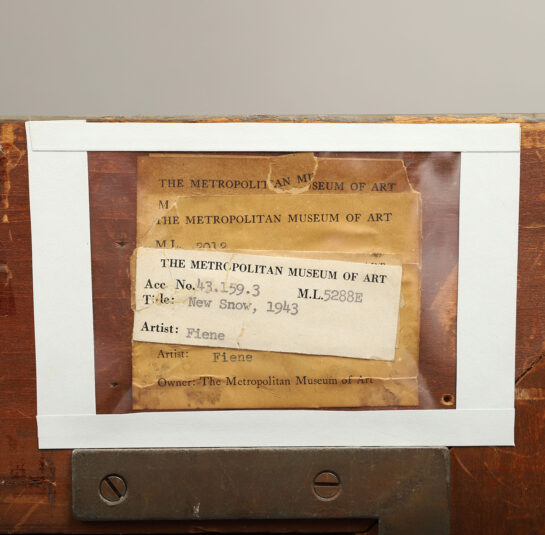 THE METROPOLITAN MUSEUM OF ART
M
THE METROPOLITAN MUSEUM OF ART
M.L. 2012
THE METROPOLITAN MUSEUM OF ART
Acc No. 43.159.3 M.L. 5288E
Title: New Snow, 1943
Artist: Fiene
Artist: Fiene
Owner: The Metropolitan Museum of Art